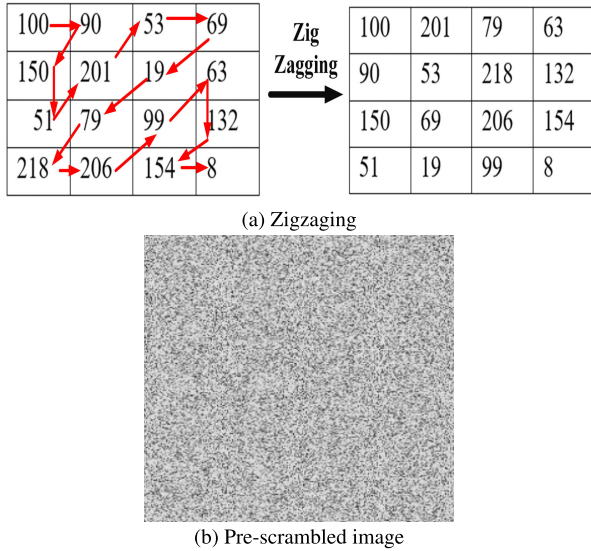 100 90 53 69
150 201 19 63
51 79 99 132
218 206 154 8
Zig
Zagging
100 201 79 63
90 53 218 132
150 69 206 154
51 19 99 8
(a) Zigzaging
(b) Pre-scrambled image